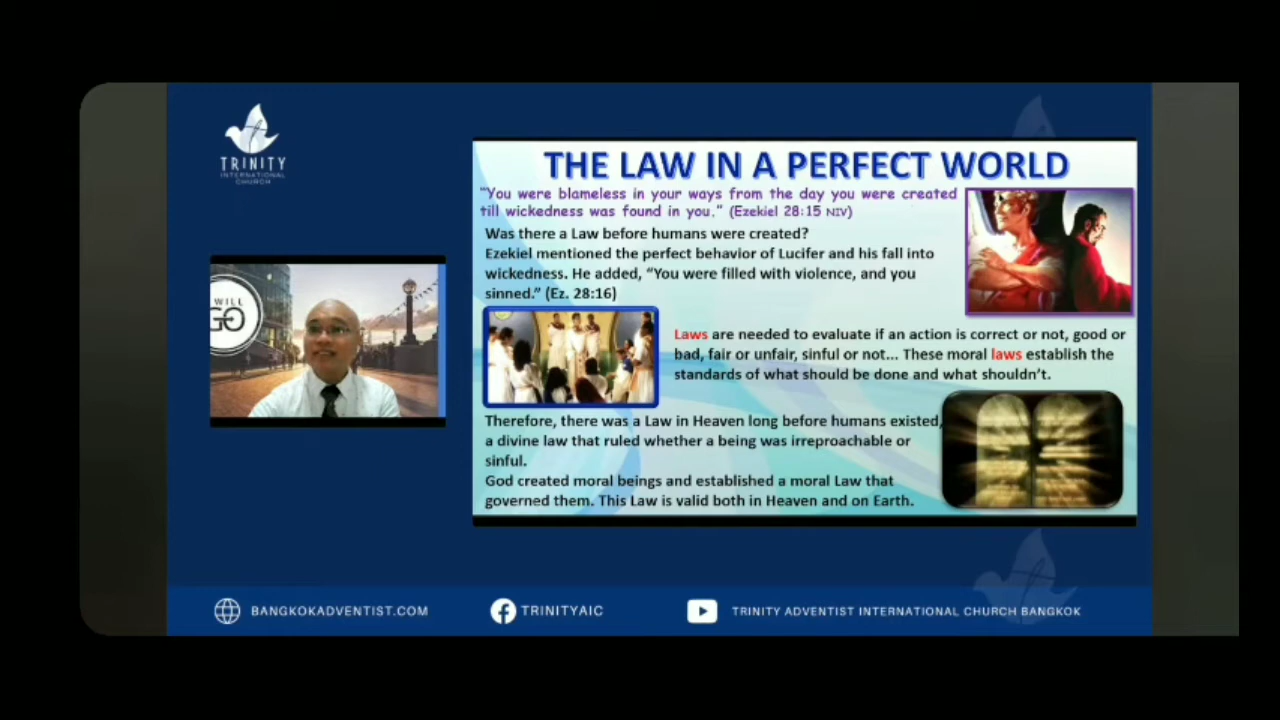 TRINITY
INTERNATIONAL
CHURCH
WILL
GO
THE LAW IN A PERFECT WORLD
"You were blameless in your ways from the day you were created
till wickedness was found in you." (Ezekiel 28:15 NIV)
Was there a Law before humans were created?
Ezekiel mentioned the perfect behavior of Lucifer and his fall into
wickedness. He added, “You were filled with violence, and you
sinned.” (Ez. 28:16)
Laws are needed to evaluate if an action is correct or not, good or
bad, fair or unfair, sinful or not... These moral laws establish the
standards of what should be done and what shouldn’t.
Therefore, there was a Law in Heaven long before humans existed,
a divine law that ruled whether a being was irreproachable or
sinful.
God created moral beings and established a moral Law that
governed them. This Law is valid both in Heaven and on Earth.
BANGKOKADVENTIST.COM
TRINITYAIC
TRINITY ADVENTIST INTERNATIONAL CHURCH BANGKOK